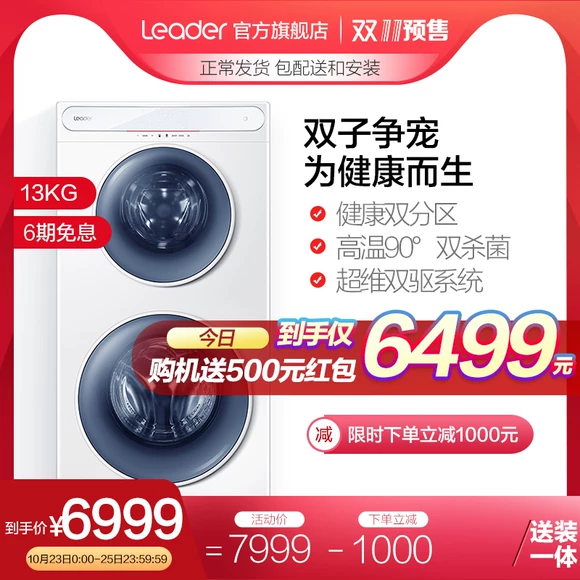 Leader 官方旗舰店 双11预售
正常发货 包配送和安装
Leader
双子争宠
为健康而生
13KG
6期免息
健康双分区
高温90° 双杀菌
超维双驱系统
今日 到手仅 6499元
购机送500元红包
减 限时下单立减1000元
到手价¥6999
10月23日0:00-25日23:59:59
活动价 下单立减
=7999-1000
送装
一体